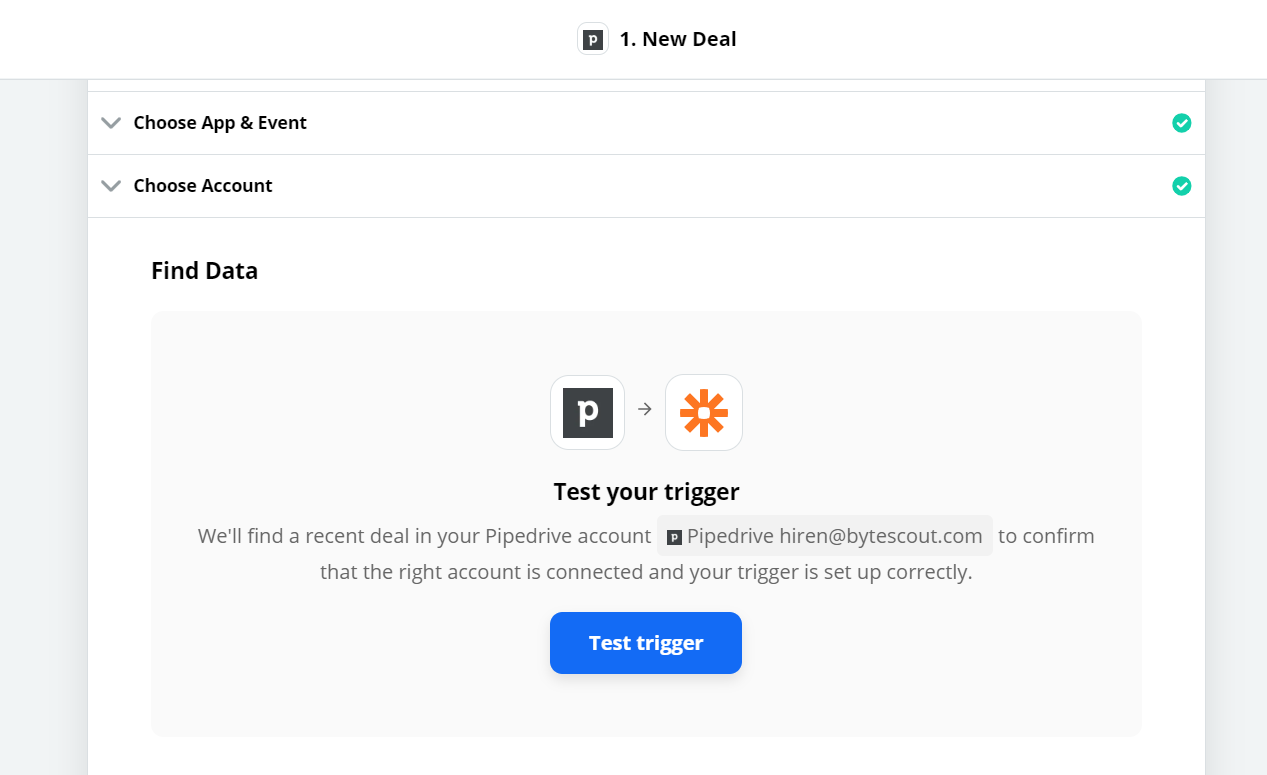 p 1. New Deal
Choose App & Event
Choose Account
Find Data
p
Test your trigger
We'll find a recent deal in your Pipedrive account p Pipedrive hiren@bytescout.com to confirm
that the right account is connected and your trigger is set up correctly.
Test trigger